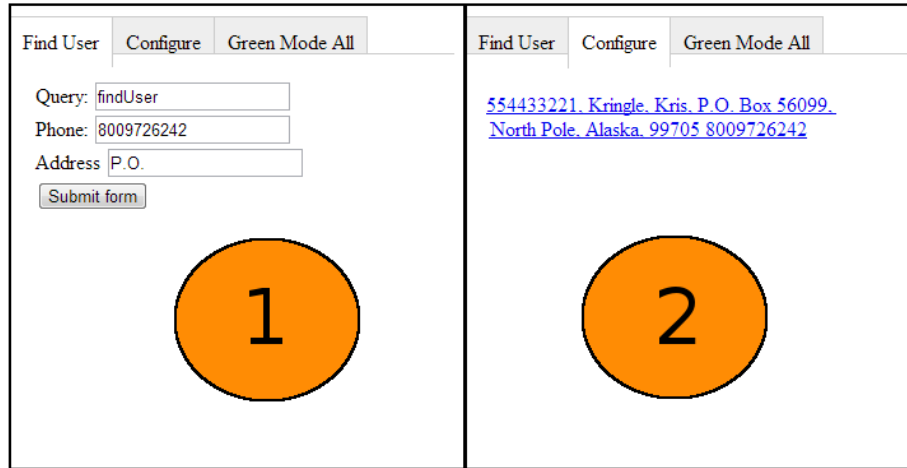 Find User Configure Green Mode All
Query: findUser
Phone: 8009726242
Address P.O.
Submit form
1
Find User Configure Green Mode All
554433221, Kringle, Kris, P.O. Box 56099,
North Pole, Alaska, 99705 8009726242
2